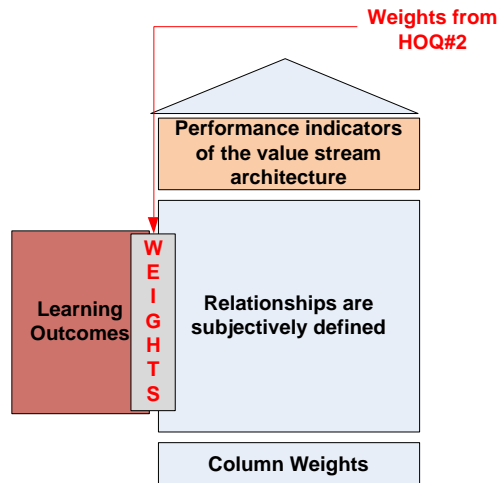 Weights from
HOQ#2
Performance indicators
of the value stream
architecture
WEIGHTS
Learning
Outcomes
Relationships are
subjectively defined
Column Weights